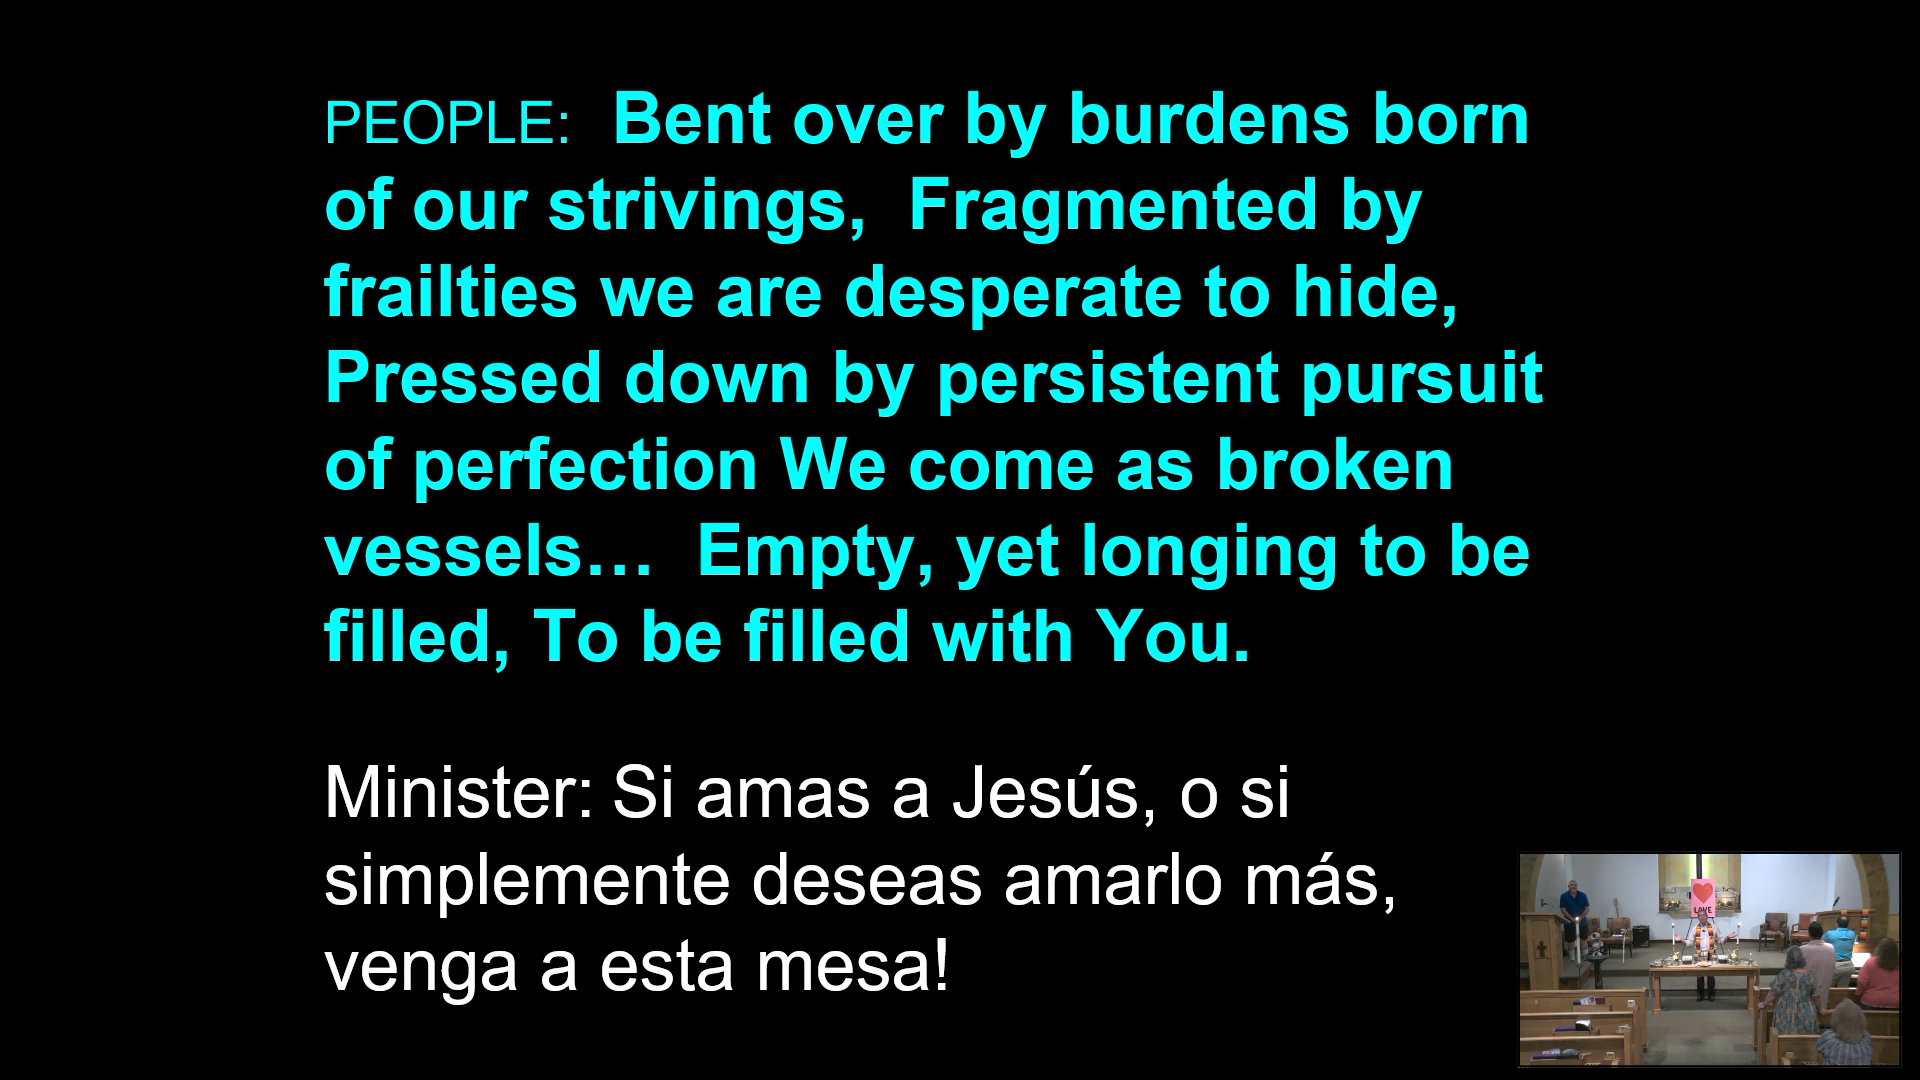 PEOPLE: Bent over by burdens born
of our strivings, Fragmented by
frailties we are desperate to hide,
Pressed down by persistent pursuit
of perfection We come as broken
vessels… Empty, yet longing to be
filled, To be filled with You.
Minister: Si amas a Jesús, o si
simplemente deseas amarlo más,
venga a esta mesa!
LOVE